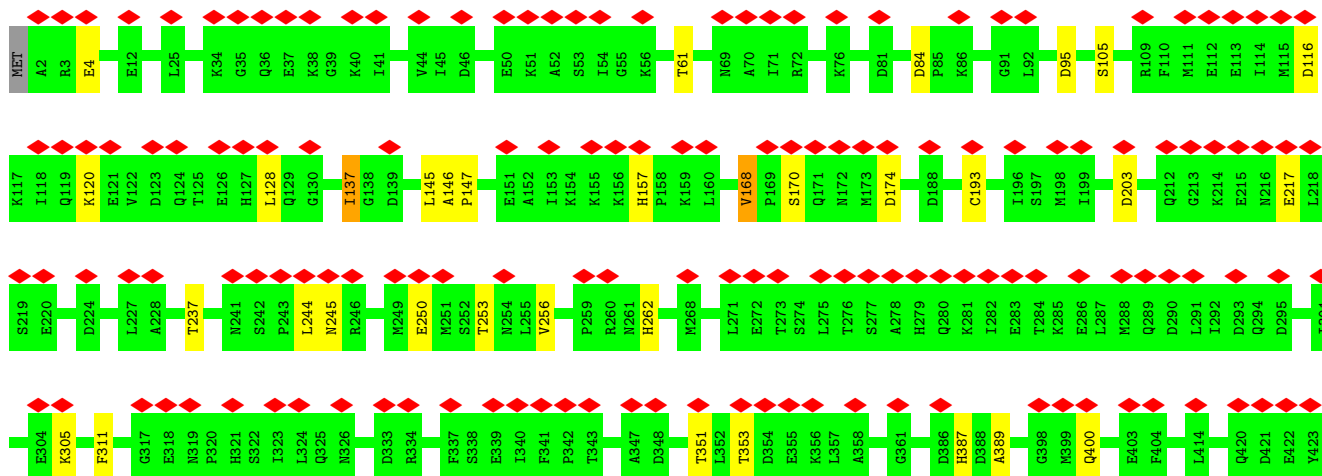 MET A2 R3 E4 E12 L25 K34 G35 Q36 E37 K38 G39 K40 I41 V44 I45 D46 E50 K51 A52 S53 I54 G55 K56 T61 N69 A70 I71 R72 K76 D81 D84 P85 K86 G91 L92 D95 S105 R109 F110 M111 E112 E113 I114 M115 D116
K117 I118 Q119 K120 E121 V122 D123 Q124 T125 E126 H127 L128 Q129 G130 I137 G138 D139 L145 A146 P147 E151 A152 I153 K154 K155 K156 H157 P158 K159 L160 V168 P169 S170 Q171 N172 M173 D174 D188 C193 I196 S197 M198 I199 D203 Q212 G213 K214 E215 N216 E217 L218
S219 E220 D224 L227 A228 T237 N241 S242 P243 L244 N245 R246 M249 E250 M251 S252 T253 N254 L255 V256 P259 R260 N261 H262 M268 L271 E272 T273 S274 L275 T276 S277 A278 H279 Q280 K281 I282 E283 T284 K285 E286 L287 M288 Q289 D290 L291 I292 D293 Q294 D295
E304 K305 F311 G317 E318 N319 P320 H321 S322 I323 L324 Q325 N326 D333 R334 F337 S338 E339 I340 F341 P342 T343 A347 D348 T351 L352 T353 D354 E355 K356 L357 A358 G361 D386 H387 D388 A389 G398 M399 Q400 E403 F404 L414 Q420 D421 E422 Y423